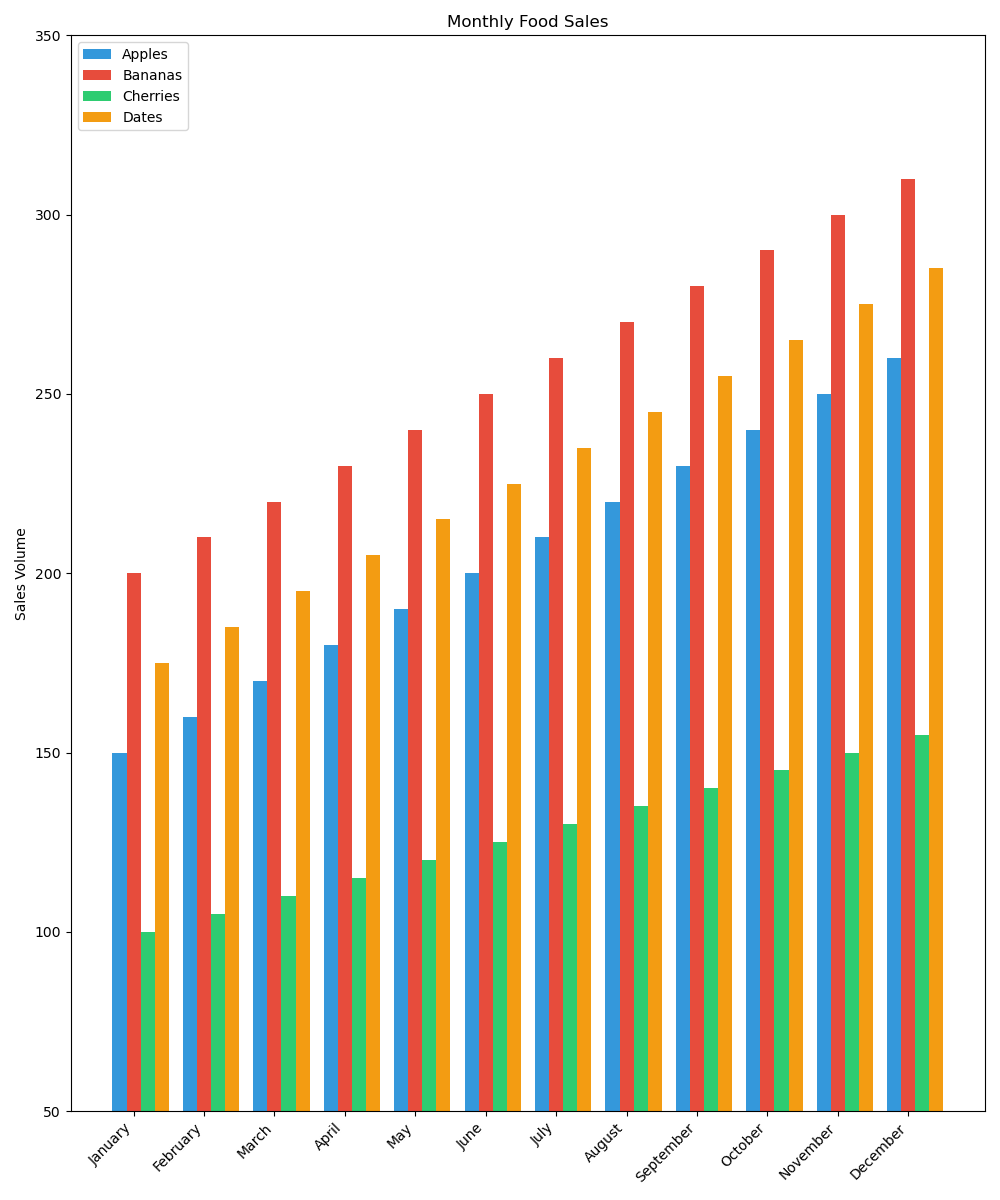 Monthly Food Sales
Apples
Bananas
Cherries
Dates
Sales Volume
350
300
250
200
150
100
50
January
February
March
April
May
June
July
August
September
October
November
December